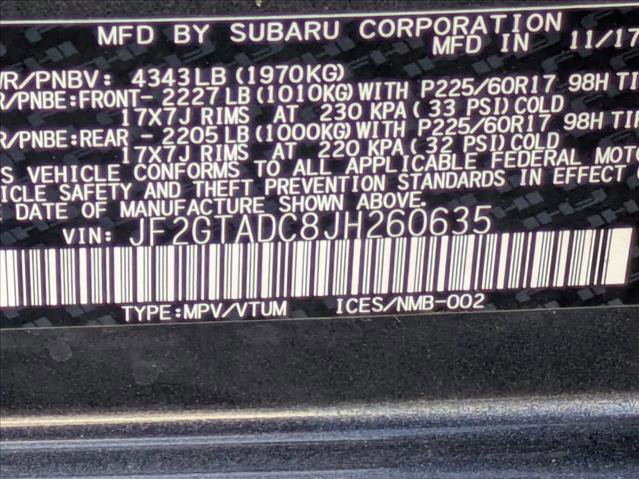 MFD BY SUBARU CORPORATION
MFD IN 11/17
VR/PNBV: 4343LB (1970KG)
R/PNBE:FRONT- 2227 LB (1010KG) WITH P225/60R17 98H TI
17X7J RIMS AT 230 KPA (33 PSI) COLD
R/PNBE:REAR - 2205 LB (1000KG) WITH P225/60R17 98H TI
17X7J RIMS AT 220 KPA (32 PSI) COLD
S VEHICLE CONFORMS TO ALL APPLICABLE FEDERAL MOTO
ICLE SAFETY AND THEFT PREVENTION STANDARDS IN EFFECT
E DATE OF MANUFACTURE SHOWN ABOVE.
VIN: JF2GTADC8JH260635
TYPE:MPV/VTUM ICES/NMB-002